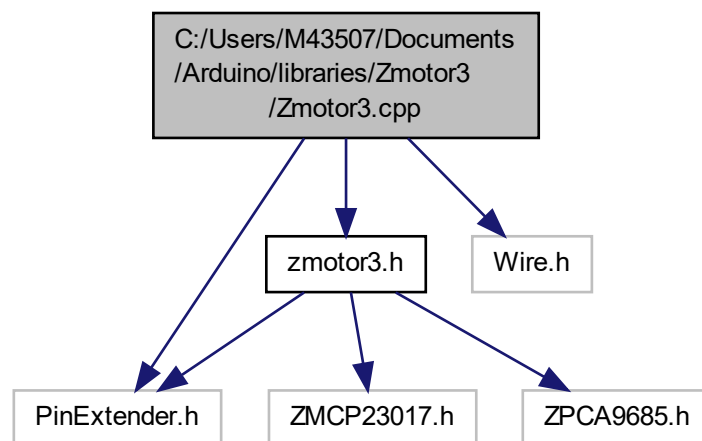 C:/Users/M43507/Documents
/Arduino/libraries/Zmotor3
/Zmotor3.cpp
zmotor3.h
Wire.h
PinExtender.h
ZMCP23017.h
ZPCA9685.h